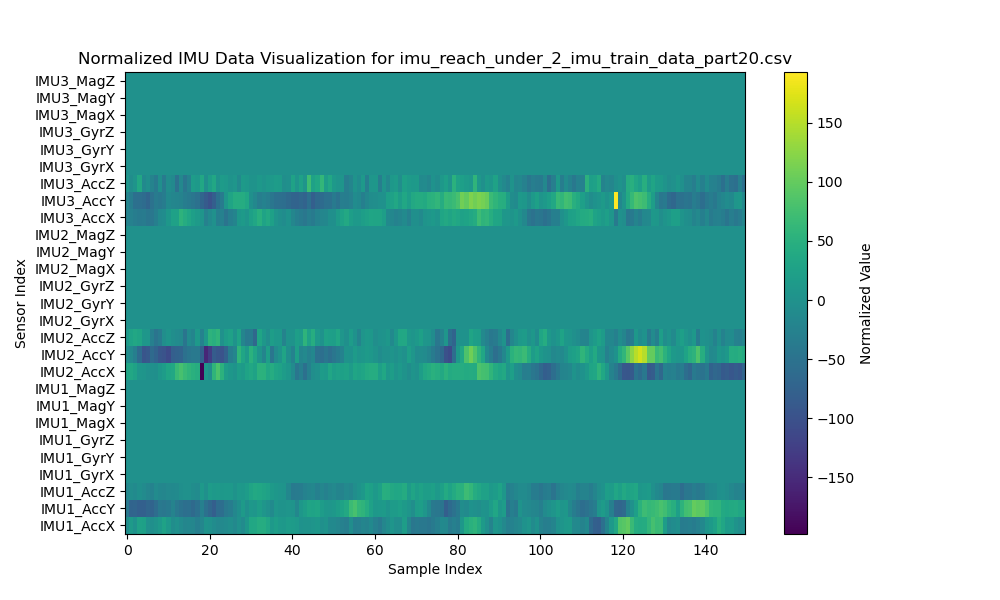 Normalized IMU Data Visualization for imu_reach_under_2_imu_train_data_part20.csv
IMU3_MagZ
IMU3_MagY
IMU3_MagX
IMU3_GyrZ
IMU3_GyrY
IMU3_GyrX
IMU3_AccZ
IMU3_AccY
IMU3_AccX
IMU2_MagZ
IMU2_MagY
IMU2_MagX
IMU2_GyrZ
IMU2_GyrY
IMU2_GyrX
IMU2_AccZ
IMU2_AccY
IMU2_AccX
IMU1_MagZ
IMU1_MagY
IMU1_MagX
IMU1_GyrZ
IMU1_GyrY
IMU1_GyrX
IMU1_AccZ
IMU1_AccY
IMU1_AccX
Sensor Index
0 20 40 60 80 100 120 140
Sample Index
150
100
50
0
−50
−100
−150
Normalized Value